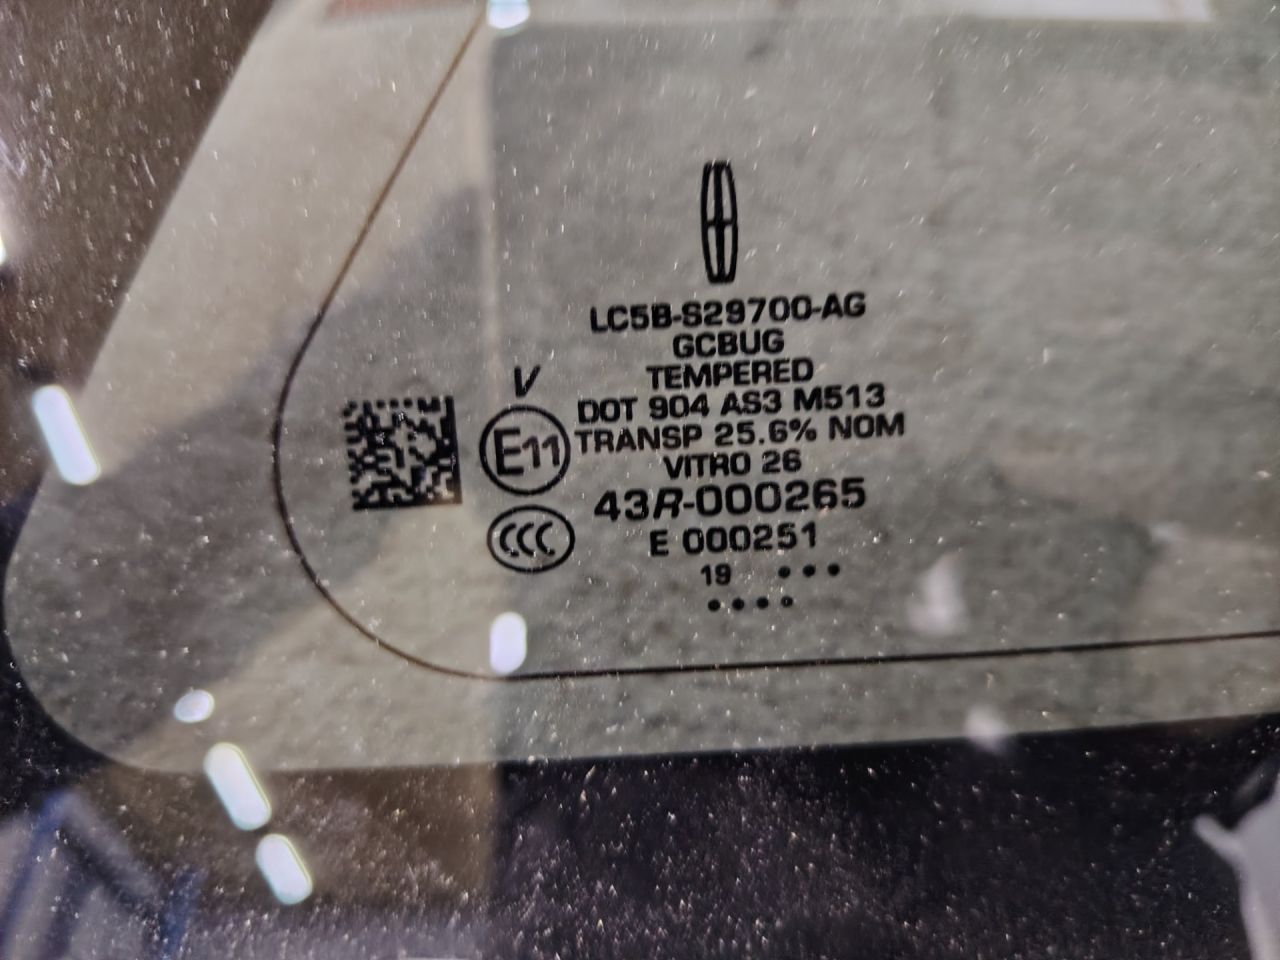 LC5B-S29700-AG
GCBUG
TEMPERED
DOT 904 AS3 M513
TRANSP 25.6% NOM
VITRO 26
43R-000265
E 000251
19
V
E11
CCC